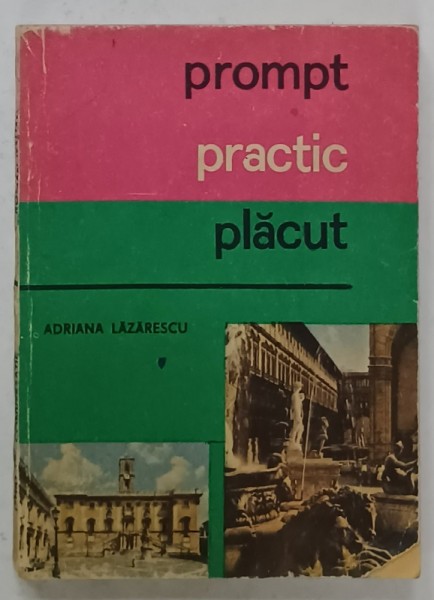 prompt
practic
plăcut
ADRIANA LĂZĂRESCU